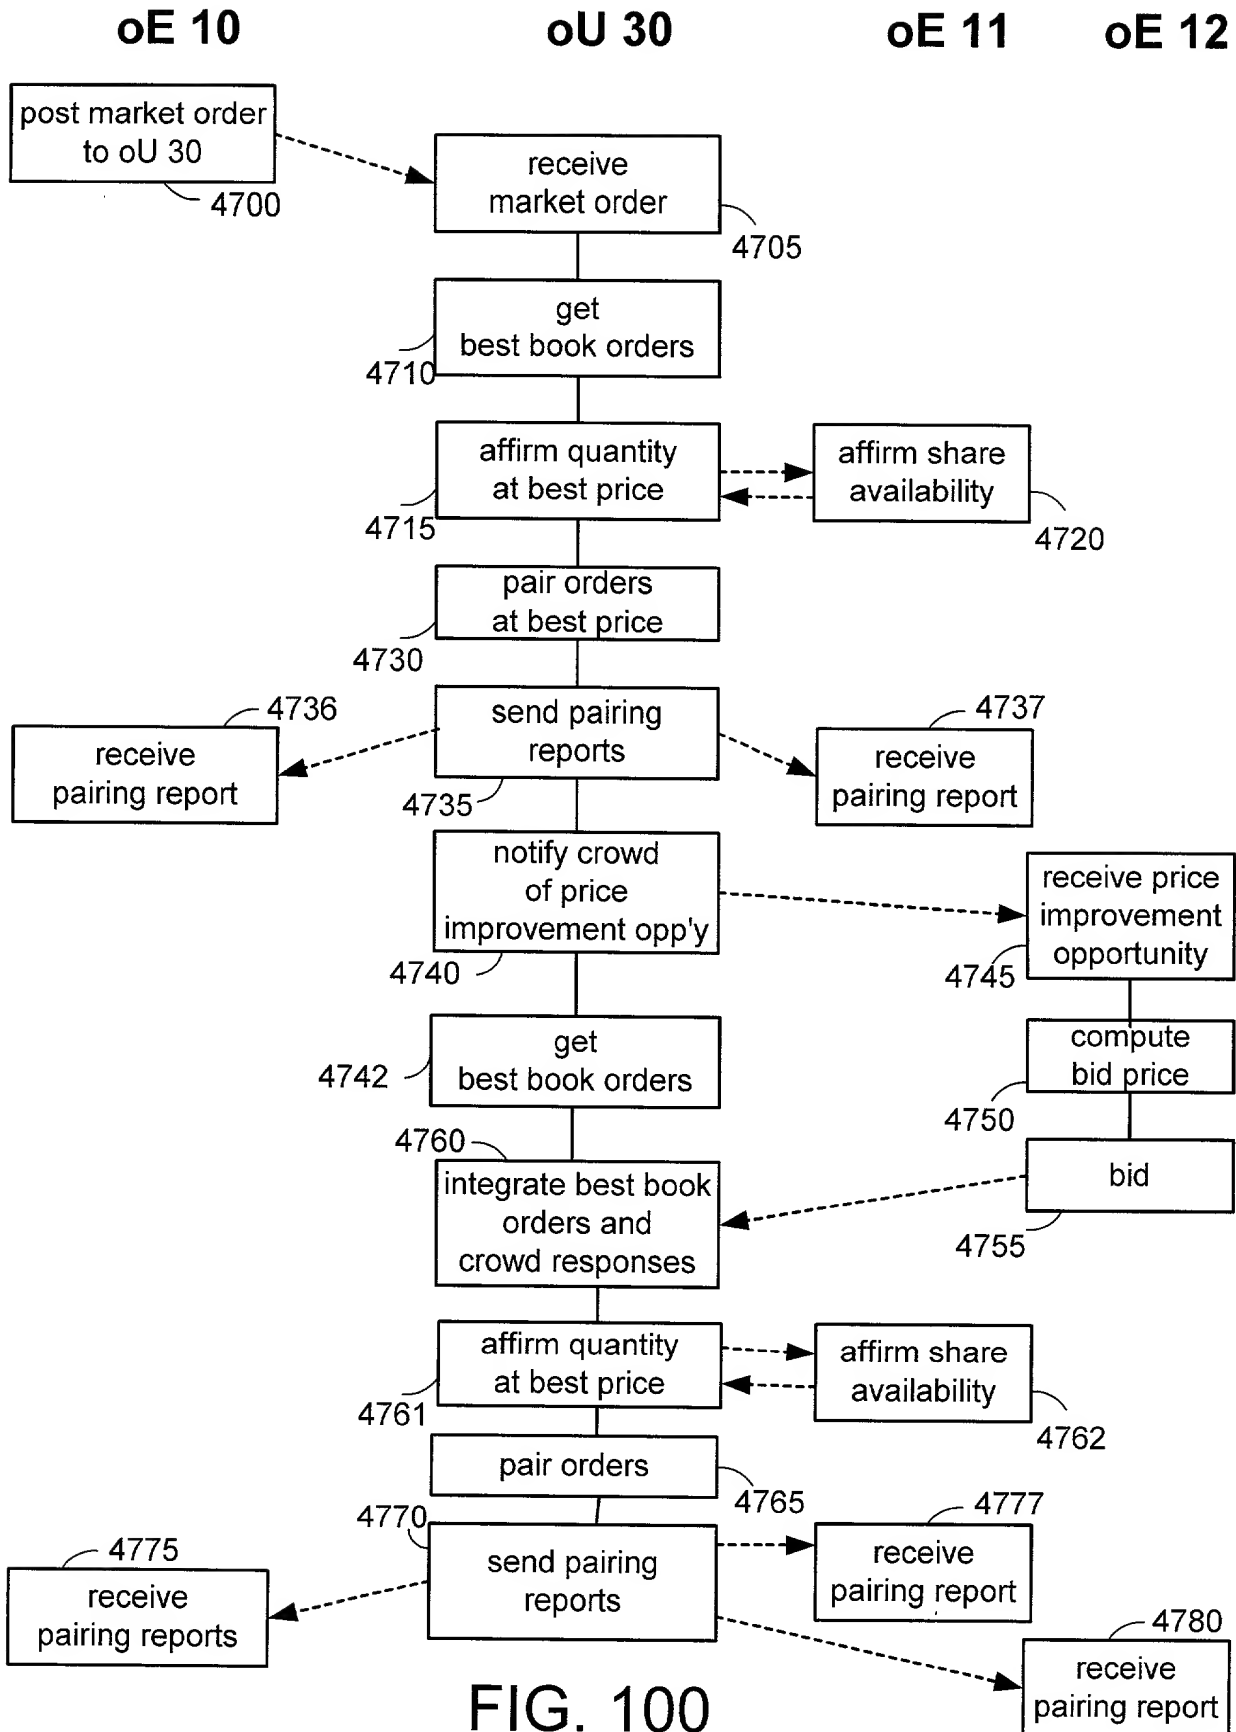 oE 10 oU 30 oE 11 oE 12
post market order
to oU 30
4700
receive
market order
4705
get
best book orders
4710
affirm quantity
at best price
4715
affirm share
availability
4720
pair orders
at best price
4730
4736
receive
pairing report
send pairing
reports
4735
4737
receive
pairing report
notify crowd
of price
improvement opp'y
4740
receive price
improvement
opportunity
4745
get
best book orders
4742
compute
bid price
4750
4760
integrate best book
orders and
crowd responses
bid
4755
affirm quantity
at best price
4761
affirm share
availability
4762
pair orders
4765
4770
send pairing
reports
4777
receive
pairing report
4775
receive
pairing reports
4780
receive
pairing report
FIG. 100